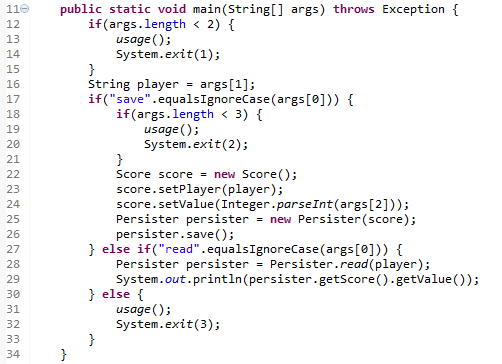 11 public static void main(String[] args) throws Exception {
12     if(args.length < 2) {
13         usage();
14         System.exit(1);
15     }
16     String player = args[1];
17     if("save".equalsIgnoreCase(args[0])) {
18         if(args.length < 3) {
19             usage();
20             System.exit(2);
21         }
22         Score score = new Score();
23         score.setPlayer(player);
24         score.setValue(Integer.parseInt(args[2]));
25         Persister persister = new Persister(score);
26         persister.save();
27     } else if("read".equalsIgnoreCase(args[0])) {
28         Persister persister = Persister.read(player);
29         System.out.println(persister.getScore().getValue());
30     } else {
31         usage();
32         System.exit(3);
33     }
34 }